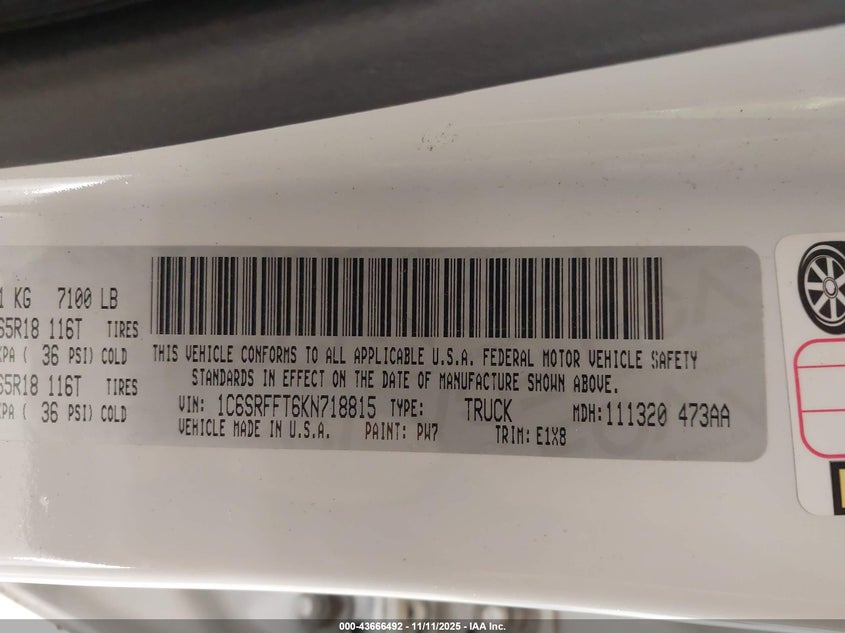 1 KG 7100 LB
65R18 116T TIRES
KPA ( 36 PSI) COLD
65R18 116T TIRES
KPA ( 36 PSI) COLD
THIS VEHICLE CONFORMS TO ALL APPLICABLE U.S.A. FEDERAL MOTOR VEHICLE SAFETY
STANDARDS IN EFFECT ON THE DATE OF MANUFACTURE SHOWN ABOVE.
VIN: 1C6SRFFT6KN718815 TYPE: TRUCK MDH: 111320 473AA
VEHICLE MADE IN U.S.A. PAINT: PW7 TRIM: E1X8
000-43666492 - 11/11/2025 - IAA Inc.